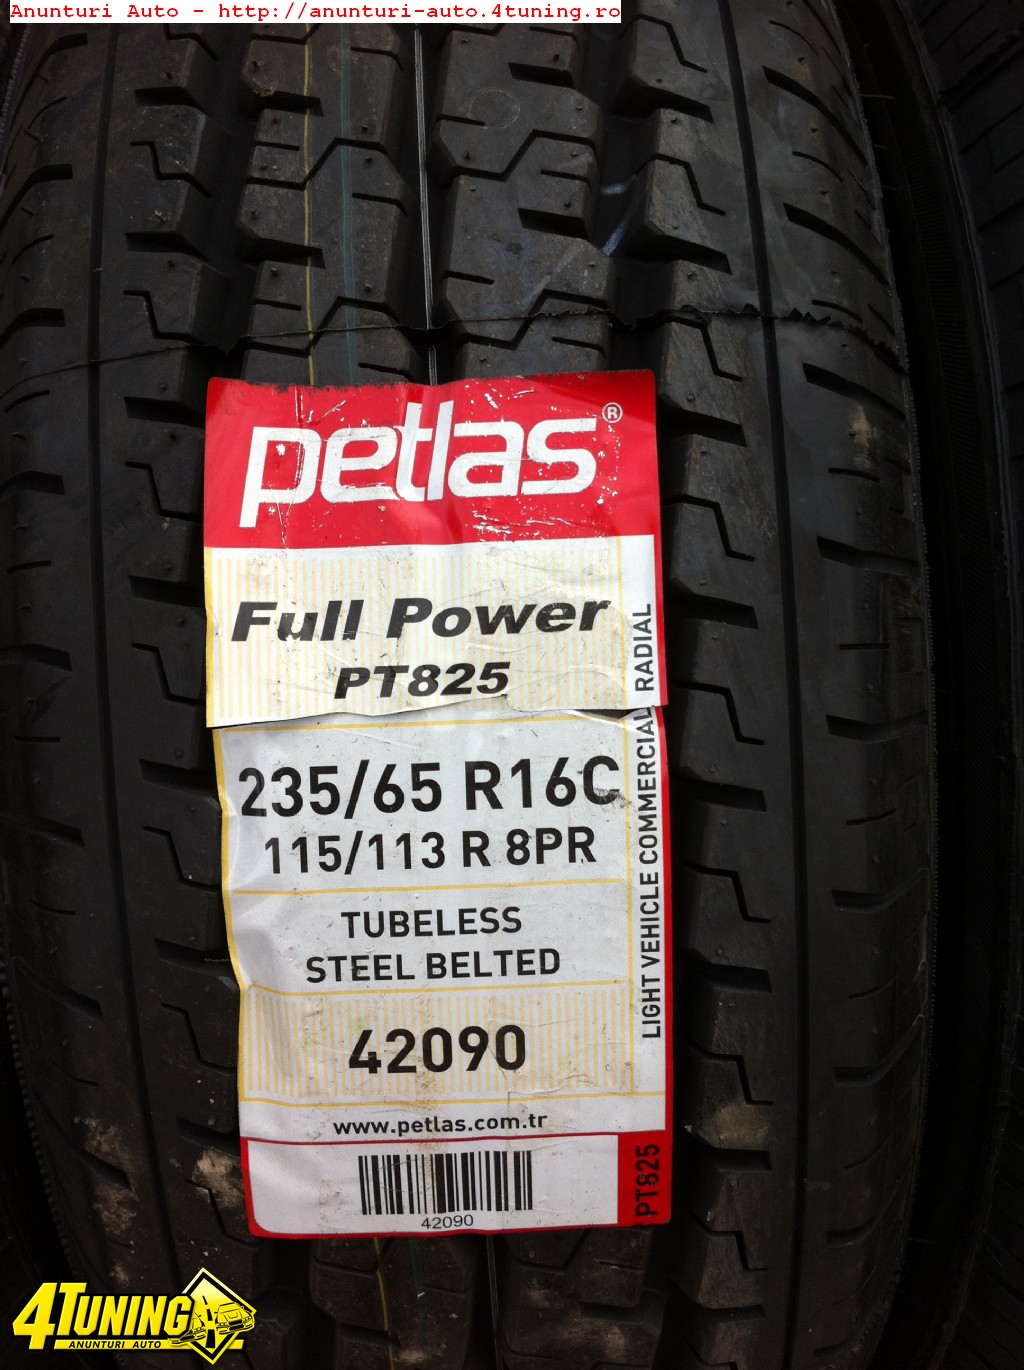 Anunturi Auto - http://anunturi-auto.4tuning.ro
petlas®
Full Power
PT825
235/65 R16C
115/113 R 8PR
TUBELESS
STEEL BELTED
42090
www.petlas.com.tr
42090
LIGHT VEHICLE COMMERCIAL RADIAL
PT825
4TUNING
ANUNTURI AUTO